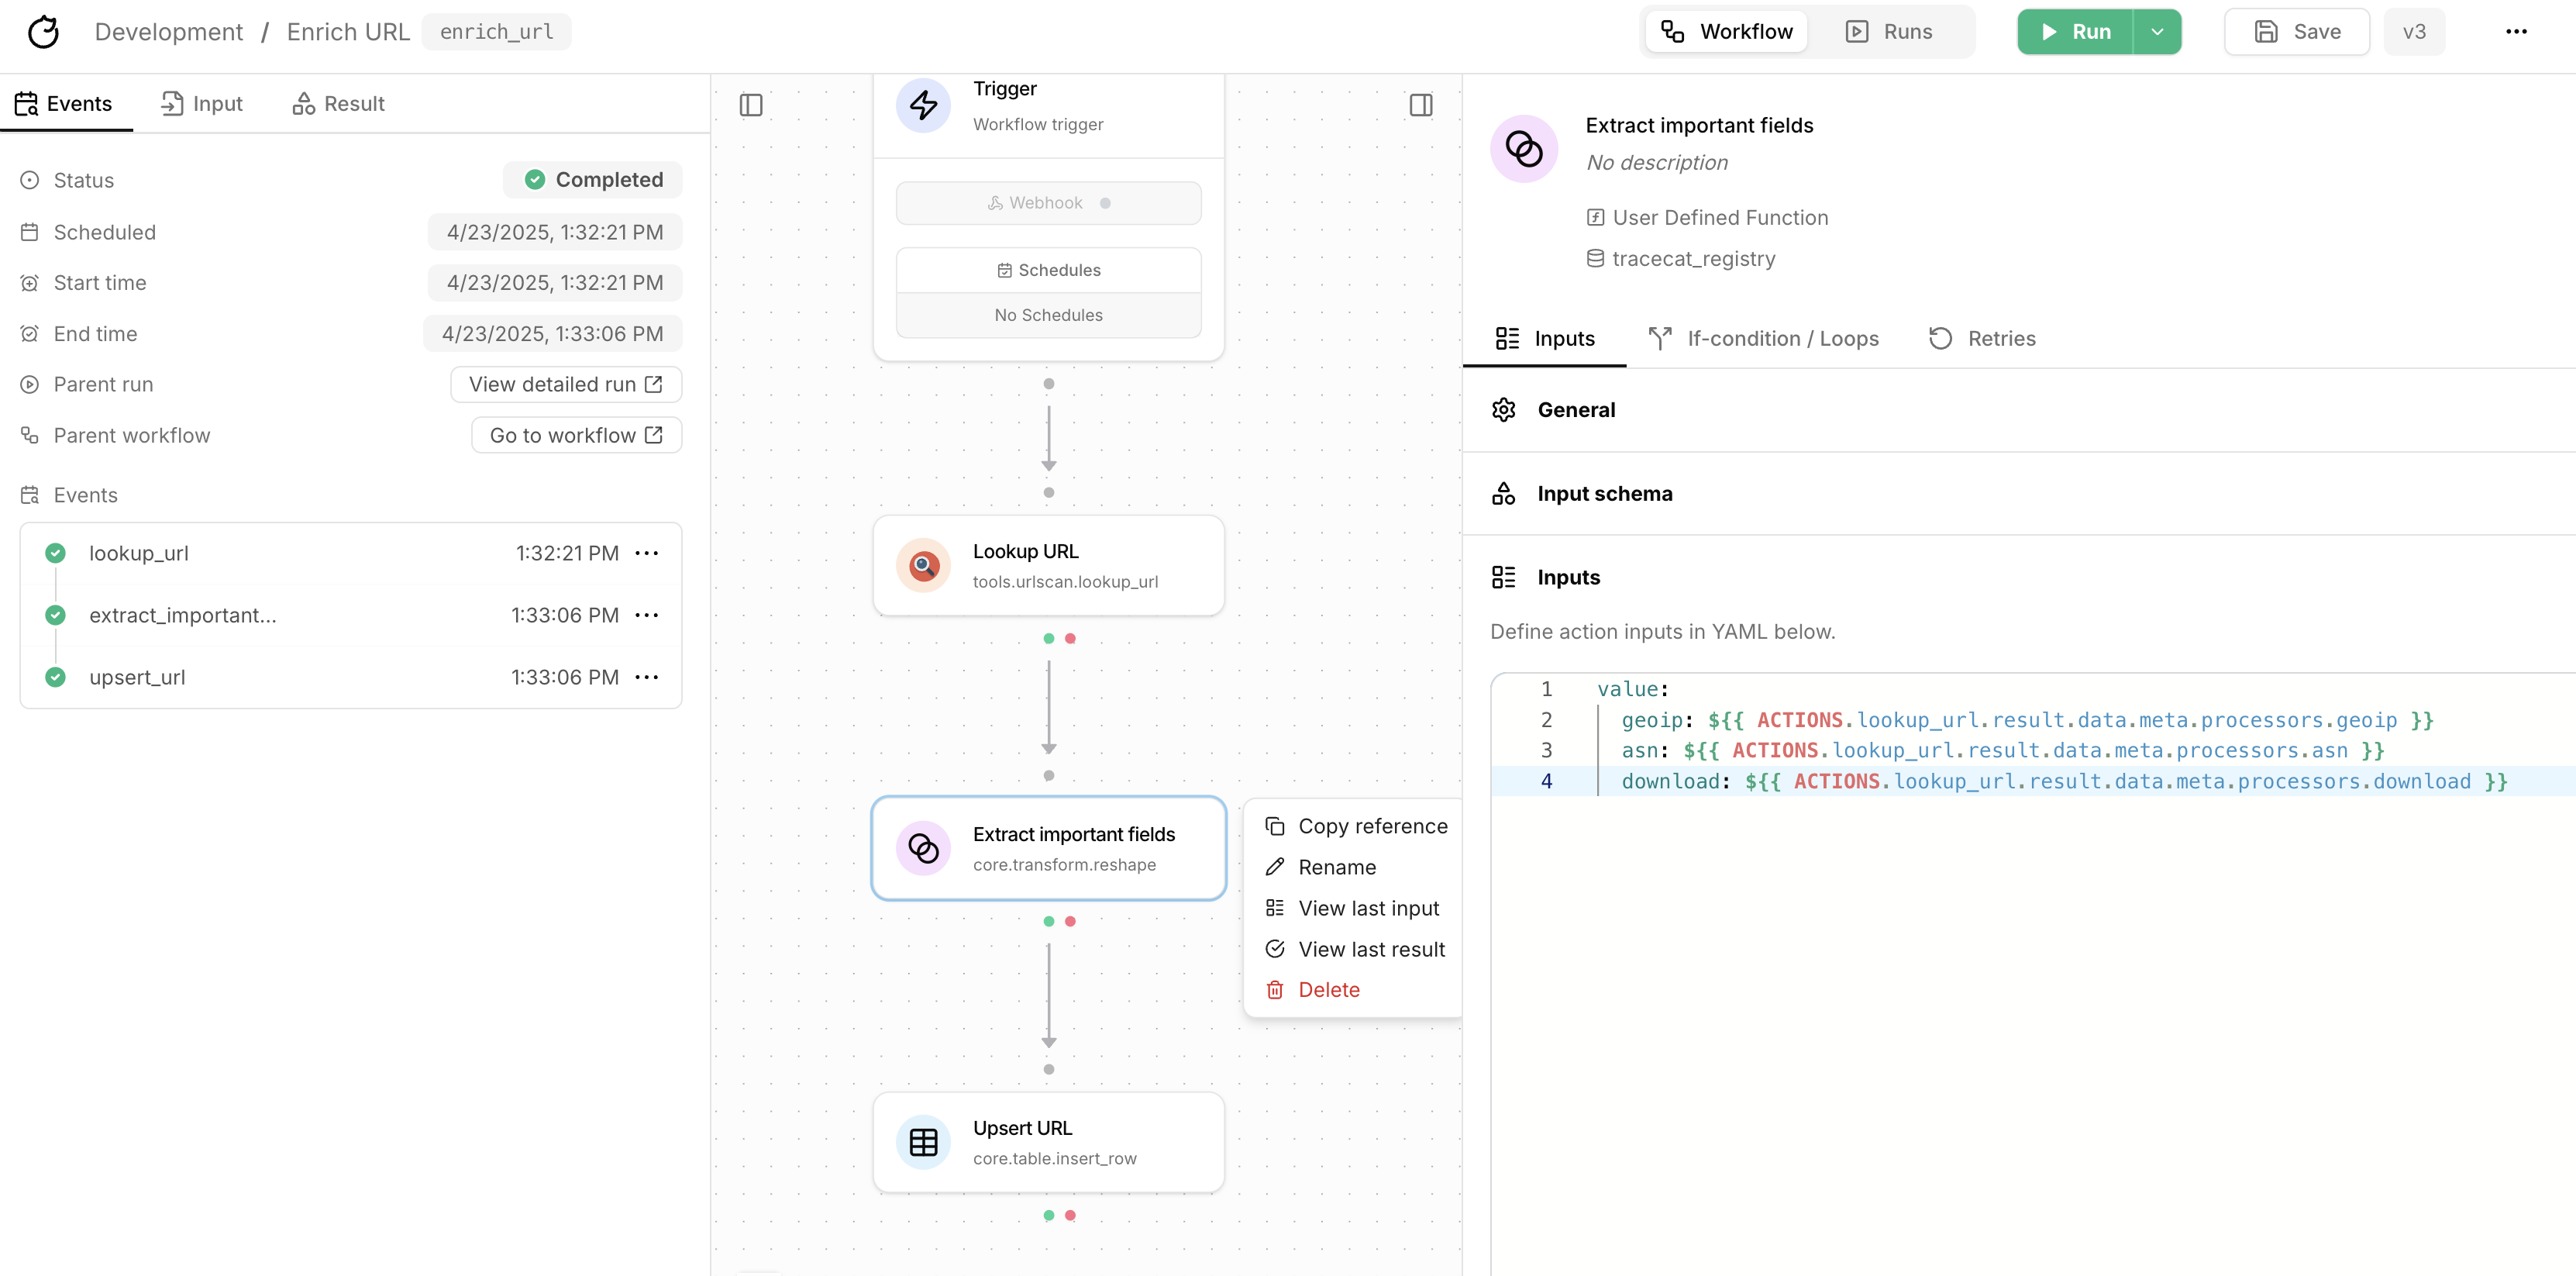 Development / Enrich URL enrich_url
Workflow Runs Run Save v3
Events Input Result
Status Completed
Scheduled 4/23/2025, 1:32:21 PM
Start time 4/23/2025, 1:32:21 PM
End time 4/23/2025, 1:33:06 PM
Parent run View detailed run
Parent workflow Go to workflow
Events
lookup_url 1:32:21 PM
extract_important... 1:33:06 PM
upsert_url 1:33:06 PM
Trigger
Workflow trigger
Webhook
Schedules
No Schedules
Lookup URL
tools.urlscan.lookup_url
Extract important fields
core.transform.reshape
Copy reference
Rename
View last input
View last result
Delete
Upsert URL
core.table.insert_row
Extract important fields
No description
User Defined Function
tracecat_registry
Inputs If-condition / Loops Retries
General
Input schema
Inputs
Define action inputs in YAML below.
1 value:
2 geoip: ${{ ACTIONS.lookup_url.result.data.meta.processors.geoip }}
3 asn: ${{ ACTIONS.lookup_url.result.data.meta.processors.asn }}
4 download: ${{ ACTIONS.lookup_url.result.data.meta.processors.download }}